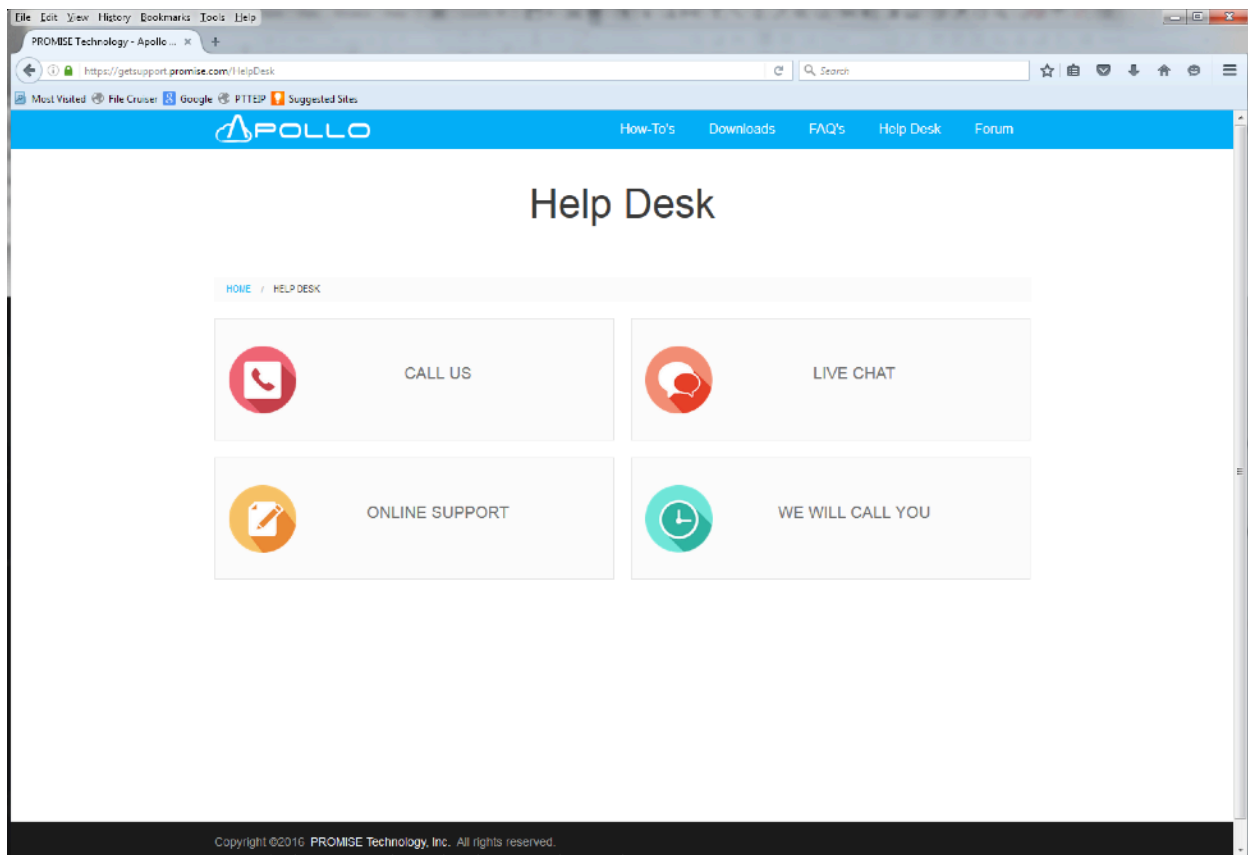 File Edit View History Bookmarks Tools Help
PROMISE Technology - Apollo ... × +
https://getsupport.promise.com/HelpDesk Search
Most Visited File Cruiser Google PTTEIP Suggested Sites
APOLLO How-To's Downloads FAQ's Help Desk Forum
Help Desk
HOME / HELP DESK
CALL US LIVE CHAT
ONLINE SUPPORT WE WILL CALL YOU
Copyright ©2016 PROMISE Technology, Inc. All rights reserved.